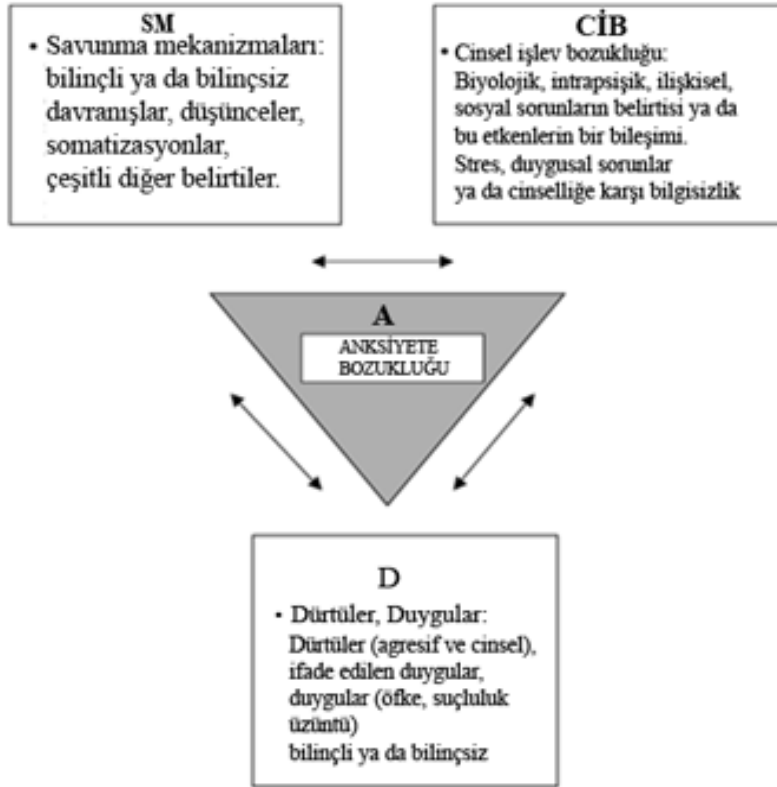 SM
• Savunma mekanizmaları:
bilinçli ya da bilinçsiz
davranışlar, düşünceler,
somatizasyonlar,
çeşitli diğer belirtiler.
CİB
• Cinsel işlev bozukluğu:
Biyolojik, intrapsişik, ilişkisel,
sosyal sorunların belirtisi ya da
bu etkenlerin bir bileşimi.
Stres, duygusal sorunlar
ya da cinselliğe karşı bilgisizlik
A
ANKSİYETE
BOZUKLUĞU
D
• Dürtüler, Duygular:
Dürtüler (agresif ve cinsel),
ifade edilen duygular,
duygular (öfke, suçluluk
üzüntü)
bilinçli ya da bilinçsiz